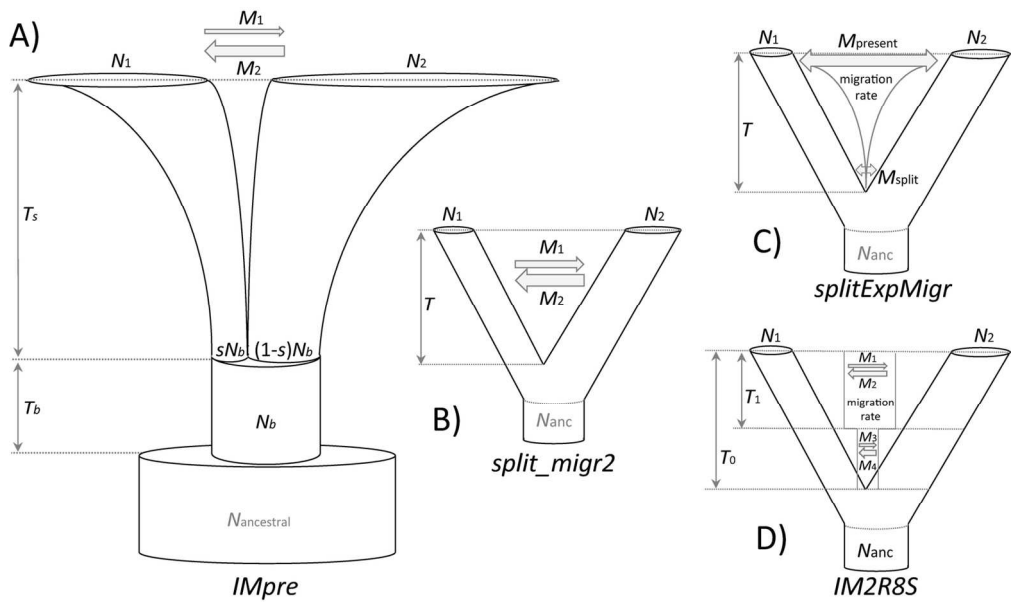 A)
M1
M2
N1
N2
Ts
sNb
(1-s)Nb
Tb
Nb
Nancestral
IMpre
N1
N2
M1
M2
T
B)
Nanc
split_migr2
N1
N2
Mpresent
migration
rate
T
Msplit
C)
Nanc
splitExpMigr
N1
N2
M1
M2
migration
rate
T1
T0
M3
M4
D)
Nanc
IM2R8S